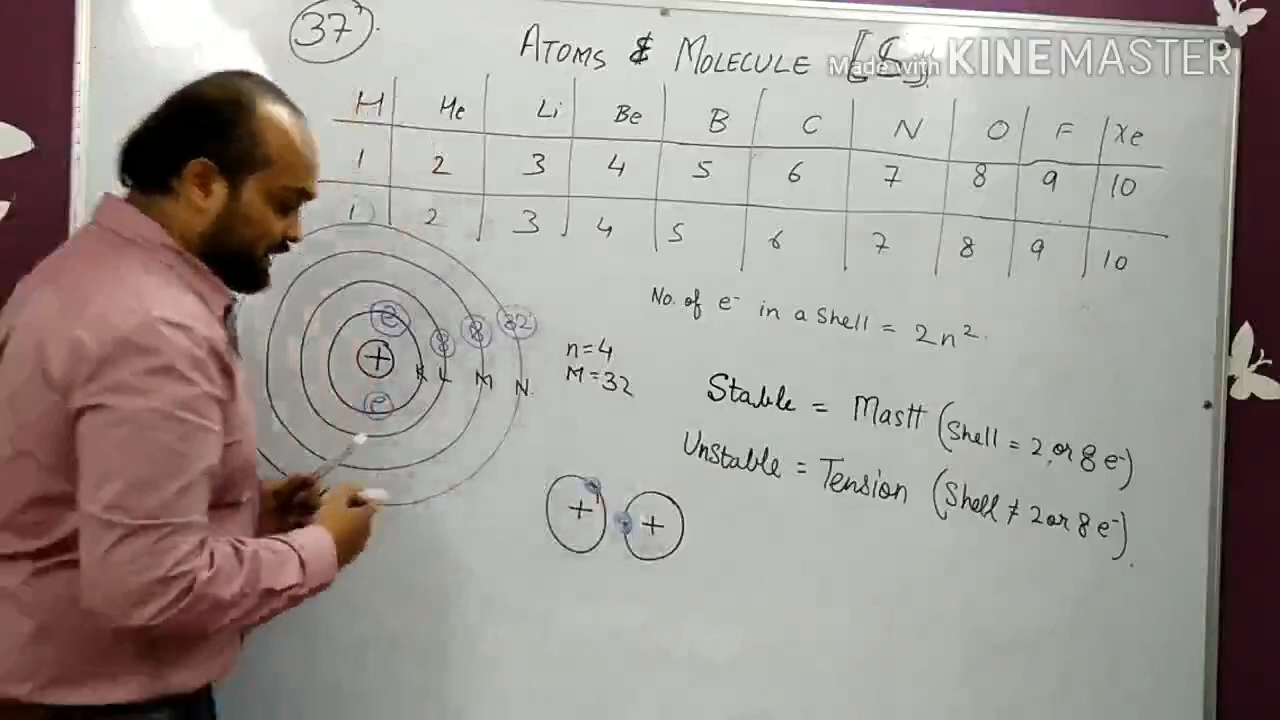 37
ATOMS & MOLECULE
Made with KINEMASTER
H He Li Be B C N O F Xe
1 2 3 4 5 6 7 8 9 10
1 2 3 4 5 6 7 8 9 10
No. of e⁻ in a shell = 2n².
e 8 8 32
+
K L M N
e
n=4
M=32
Stable = Mastt (Shell = 2 or 8 e⁻)
Unstable = Tension (Shell ≠ 2 or 8 e⁻).
+ +